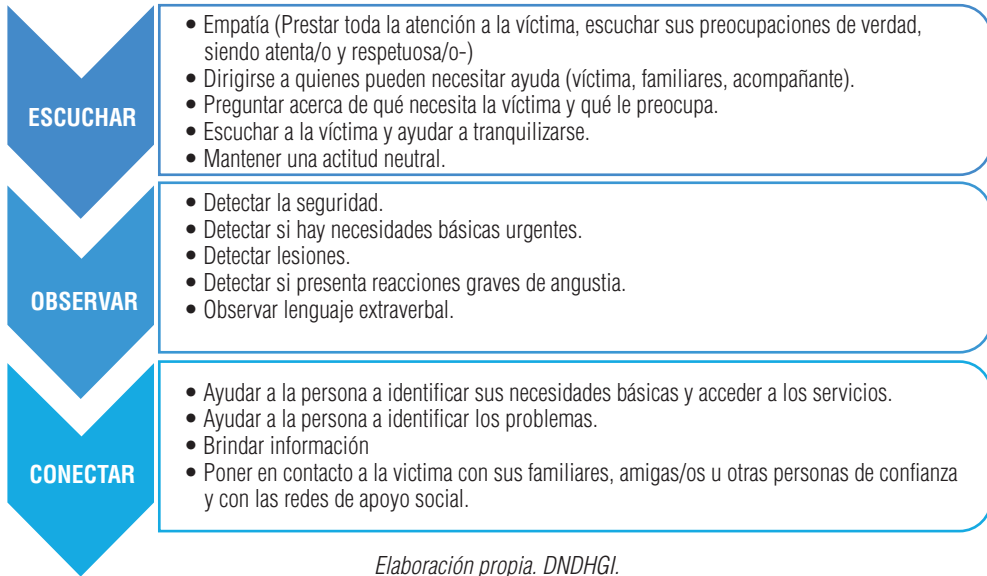 ESCUCHAR
• Empatía (Prestar toda la atención a la víctima, escuchar sus preocupaciones de verdad,
siendo atenta/o y respetuosa/o-)
• Dirigirse a quienes pueden necesitar ayuda (víctima, familiares, acompañante).
• Preguntar acerca de qué necesita la víctima y qué le preocupa.
• Escuchar a la víctima y ayudar a tranquilizarse.
• Mantener una actitud neutral.
OBSERVAR
• Detectar la seguridad.
• Detectar si hay necesidades básicas urgentes.
• Detectar lesiones.
• Detectar si presenta reacciones graves de angustia.
• Observar lenguaje extraverbal.
CONECTAR
• Ayudar a la persona a identificar sus necesidades básicas y acceder a los servicios.
• Ayudar a la persona a identificar los problemas.
• Brindar información
• Poner en contacto a la victima con sus familiares, amigas/os u otras personas de confianza
y con las redes de apoyo social.
Elaboración propia. DNDHGI.